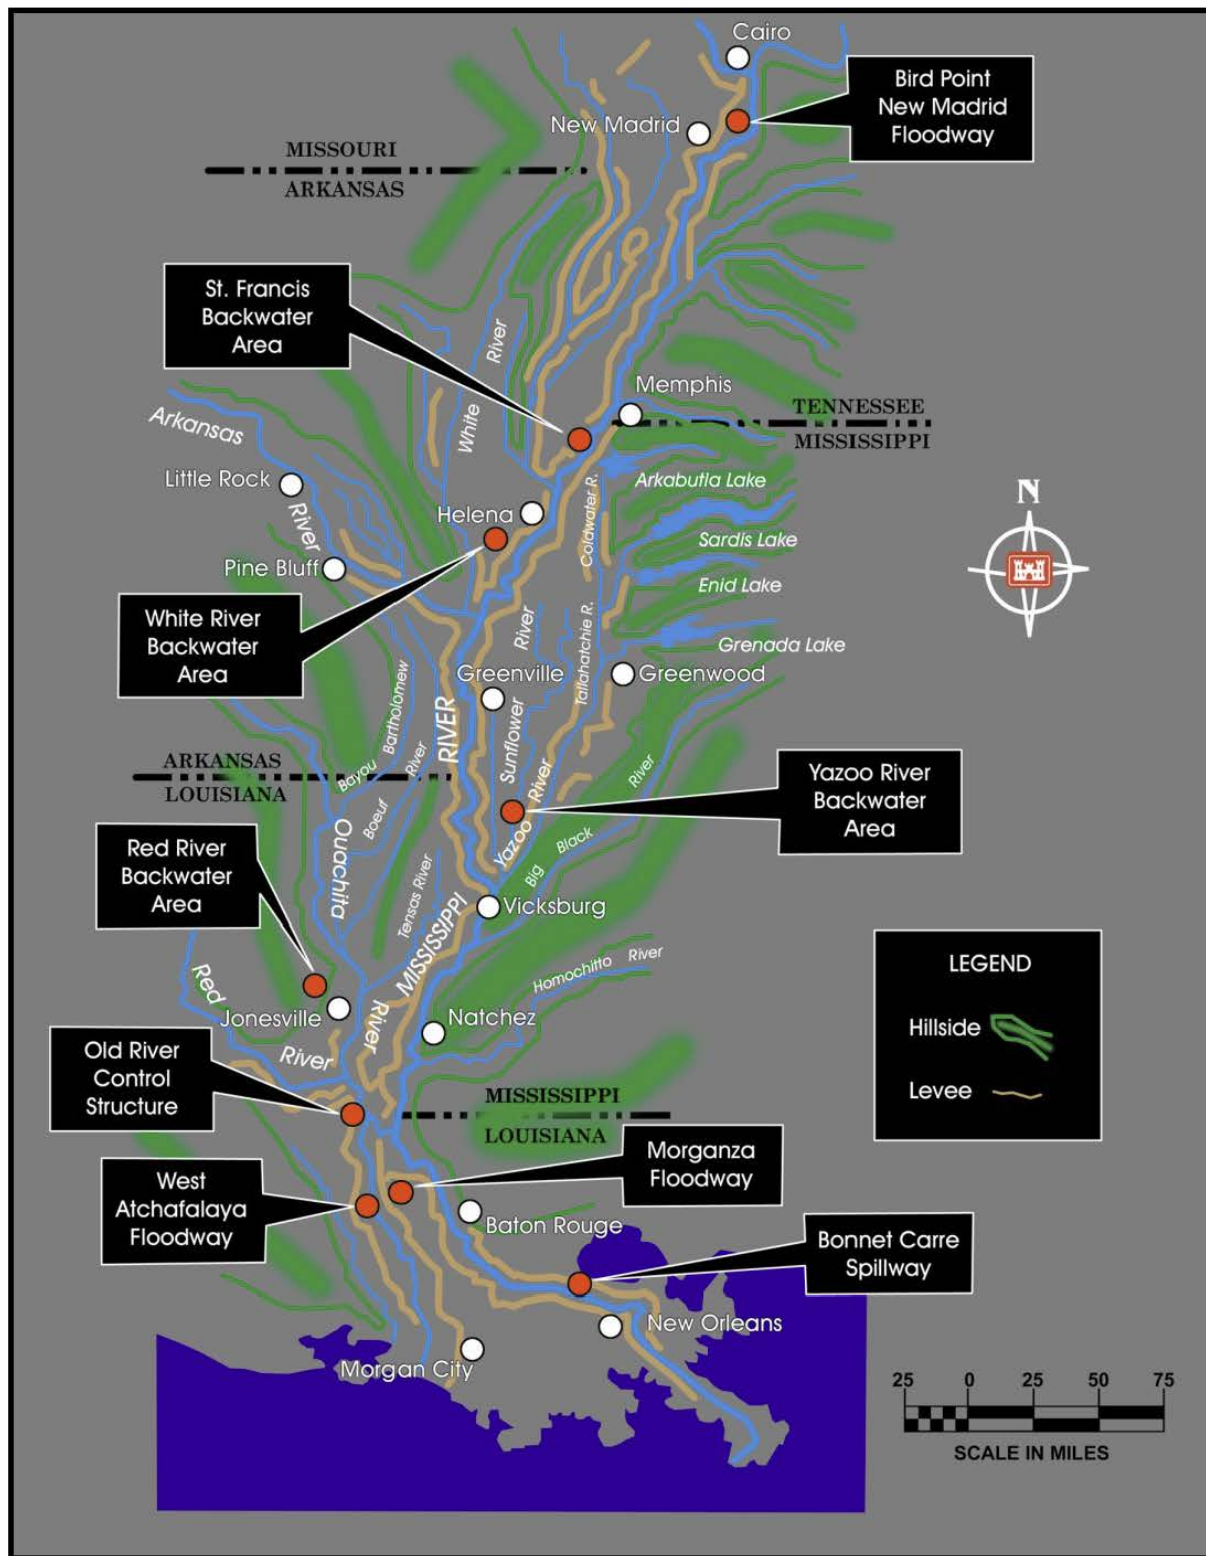 Cairo
Bird Point
New Madrid
Floodway
New Madrid
MISSOURI
ARKANSAS
St. Francis
Backwater
Area
White River
Memphis
TENNESSEE
MISSISSIPPI
Arkansas River
Little Rock
Arkabutla Lake
Coldwater R.
N
Helena
Sardis Lake
Pine Bluff
Enid Lake
White River
Backwater
Area
River
Tallahatchie R.
Grenada Lake
Greenville
Greenwood
Bayou Bartholomew
River
MISSISSIPPI RIVER
Sunflower
ARKANSAS
LOUISIANA
Boeuf
Yazoo River
Big Black River
Yazoo River
Backwater
Area
Red River
Backwater
Area
Ouachita
Tensas River
Vicksburg
Homochitto River
LEGEND
Hillside
Levee
Red River
Jonesville
River
Natchez
Old River
Control
Structure
MISSISSIPPI
LOUISIANA
Morganza
Floodway
West
Atchafalaya
Floodway
Baton Rouge
Bonnet Carre
Spillway
New Orleans
Morgan City
25 0 25 50 75
SCALE IN MILES